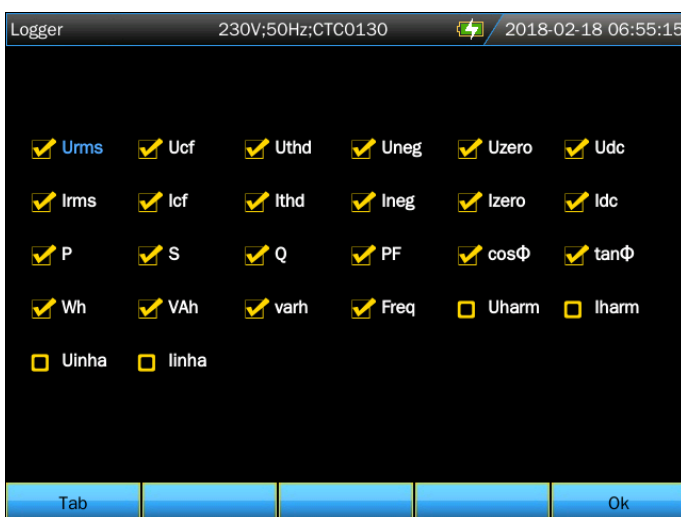 Logger 230V;50Hz;CTC0130 2018-02-18 06:55:15
Urms Ucf Uthd Uneg Uzero Udc
Irms Icf Ithd Ineg Izero Idc
P S Q PF cosΦ tanΦ
Wh VAh varh Freq Uharm Iharm
Uinha Iinha
Tab Ok